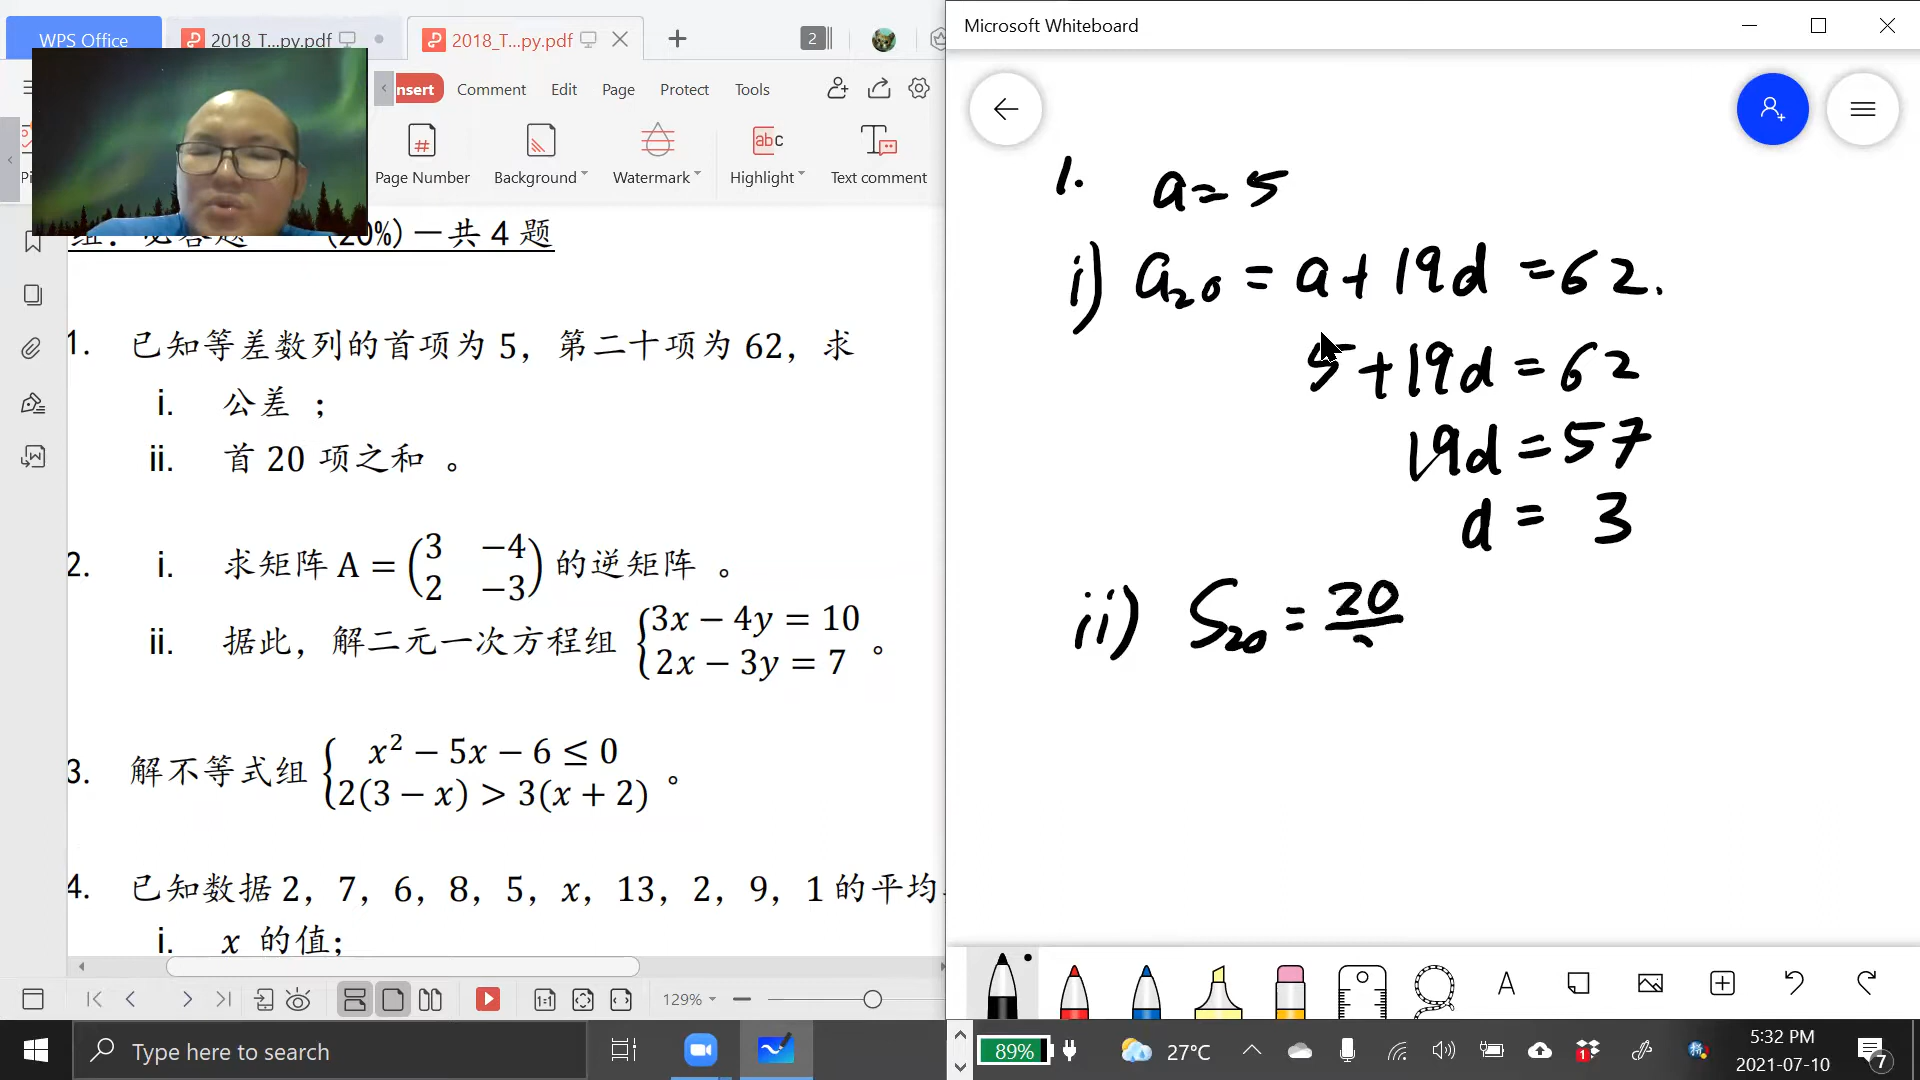 WPS Office
2018_T...py.pdf
2018_T...py.pdf
2
Microsoft Whiteboard
nsert
Comment
Edit
Page
Protect
Tools
Page Number
Background
Watermark
Highlight
Text comment
(20%)－共 4 题
1. 已知等差数列的首项为 5，第二十项为 62，求
i. 公差 ；
ii. 首 20 项之和 。
2. i. 求矩阵 A = (3 −4
2 −3) 的逆矩阵 。
ii. 据此，解二元一次方程组 {3x − 4y = 10
2x − 3y = 7 。
3. 解不等式组 {x² − 5x − 6 ≤ 0
2(3 − x) > 3(x + 2) 。
4. 已知数据 2，7，6，8，5，x，13，2，9，1 的平均
i. x 的值；
129%
1. a = 5
i) a₂₀ = a + 19d = 62.
5 + 19d = 62
19d = 57
d = 3
ii) S₂₀ = 20
Type here to search
89%
27°C
1
5:32 PM
2021-07-10
7